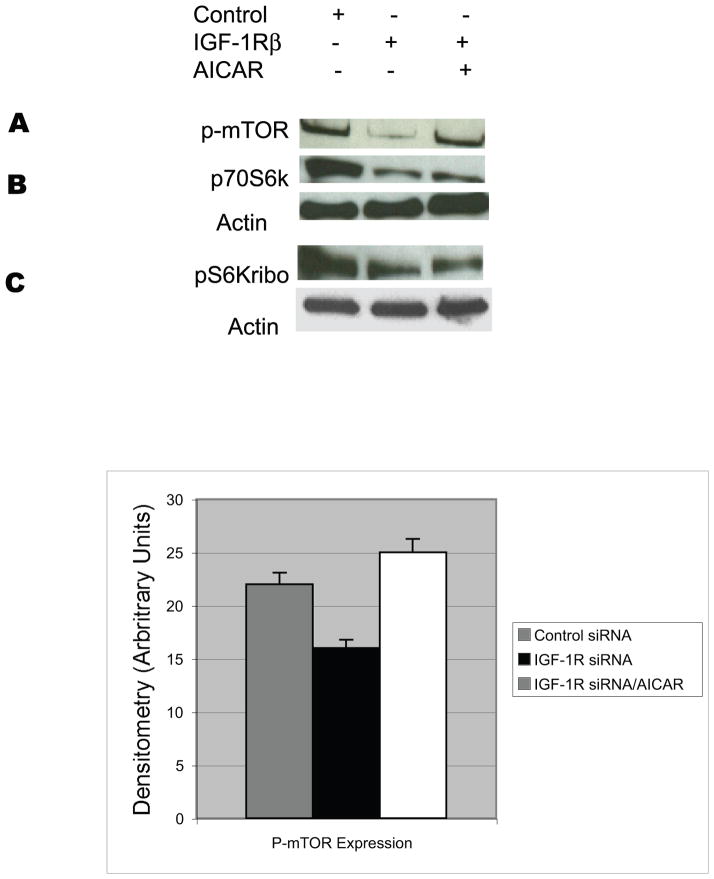 Control + - -
IGF-1Rβ - + +
AICAR - - +
A
p-mTOR
B
p70S6k
Actin
C
pS6Kribo
Actin
30
25
20
15
10
5
0
Densitometry (Arbritrary Units)
P-mTOR Expression
Control siRNA
IGF-1R siRNA
IGF-1R siRNA/AICAR